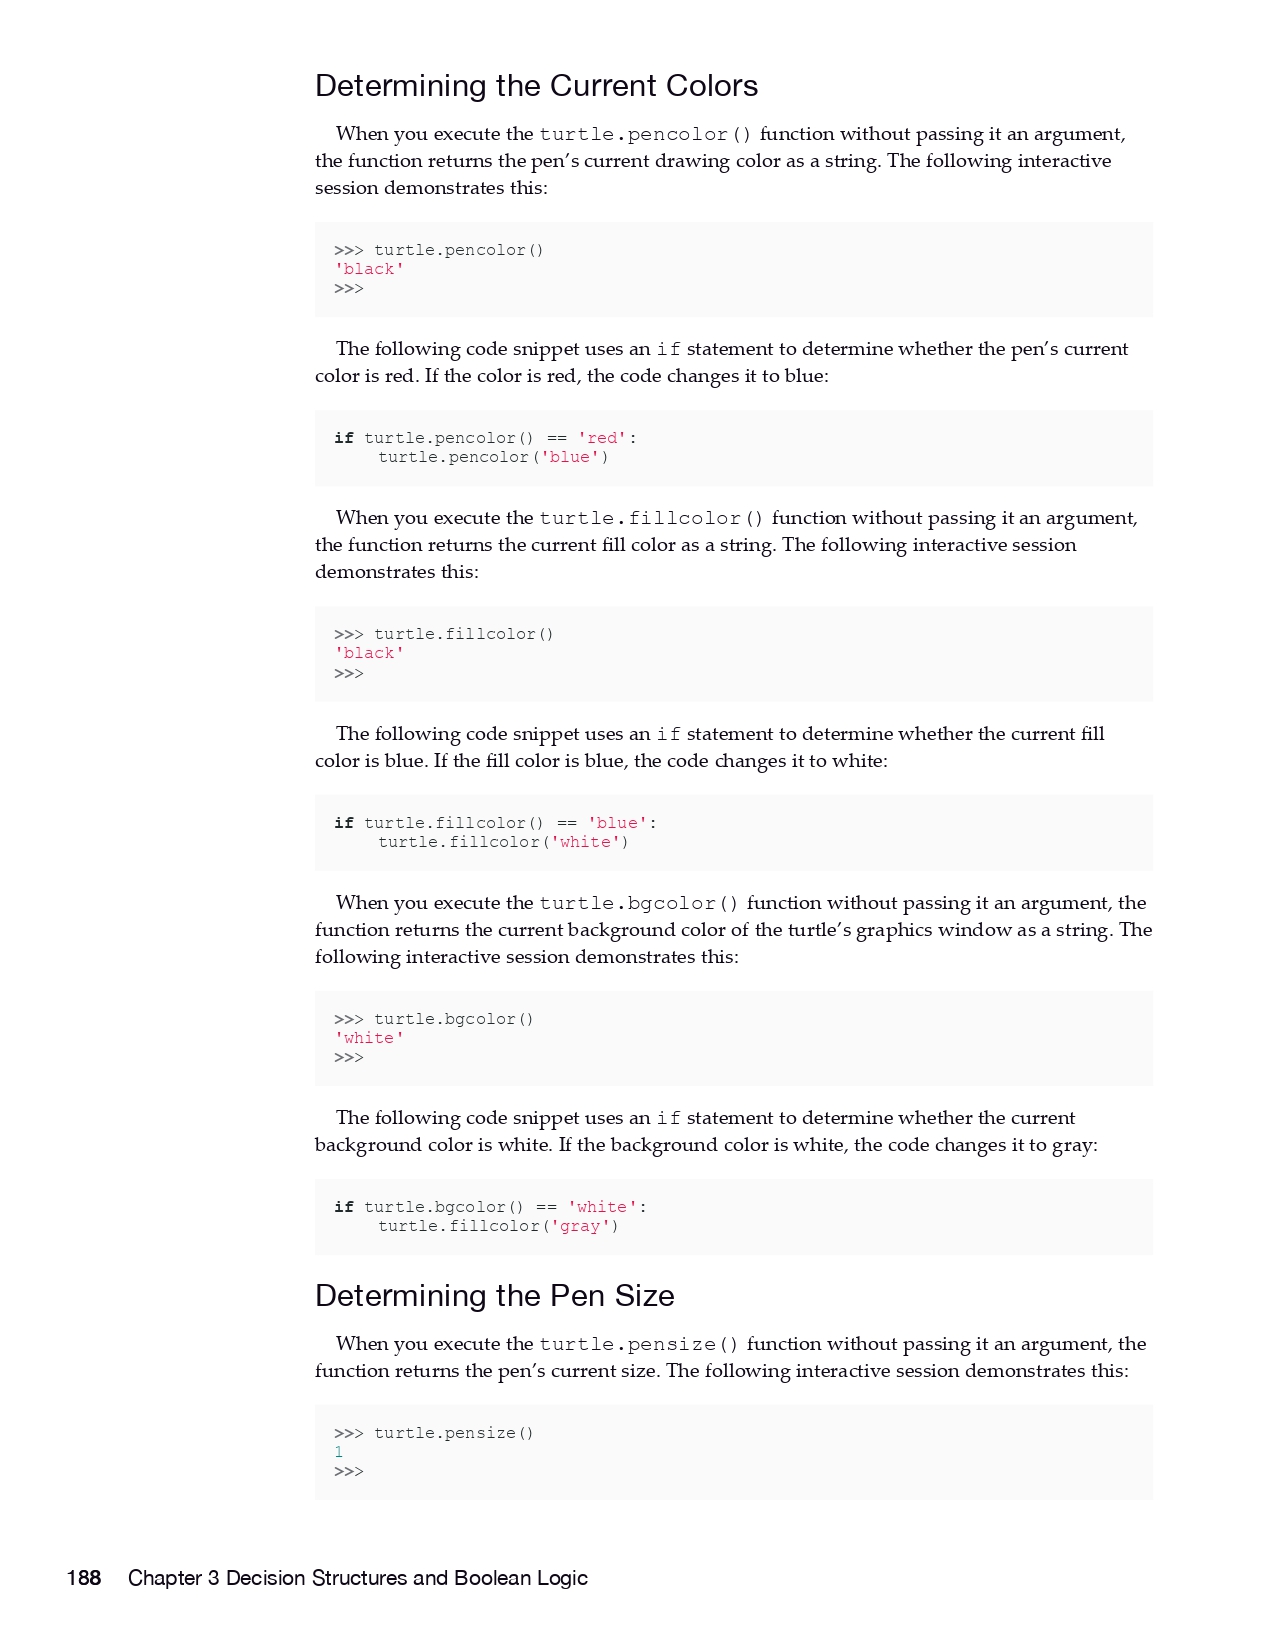 Determining the Current Colors
When you execute the turtle.pencolor() function without passing it an argument,
the function returns the pen’s current drawing color as a string. The following interactive
session demonstrates this:
>>> turtle.pencolor()
'black'
>>>
The following code snippet uses an if statement to determine whether the pen’s current
color is red. If the color is red, the code changes it to blue:
if turtle.pencolor() == 'red':
    turtle.pencolor('blue')
When you execute the turtle.fillcolor() function without passing it an argument,
the function returns the current fill color as a string. The following interactive session
demonstrates this:
>>> turtle.fillcolor()
'black'
>>>
The following code snippet uses an if statement to determine whether the current fill
color is blue. If the fill color is blue, the code changes it to white:
if turtle.fillcolor() == 'blue':
    turtle.fillcolor('white')
When you execute the turtle.bgcolor() function without passing it an argument, the
function returns the current background color of the turtle’s graphics window as a string. The
following interactive session demonstrates this:
>>> turtle.bgcolor()
'white'
>>>
The following code snippet uses an if statement to determine whether the current
background color is white. If the background color is white, the code changes it to gray:
if turtle.bgcolor() == 'white':
    turtle.fillcolor('gray')
Determining the Pen Size
When you execute the turtle.pensize() function without passing it an argument, the
function returns the pen’s current size. The following interactive session demonstrates this:
>>> turtle.pensize()
1
>>>
188 Chapter 3 Decision Structures and Boolean Logic